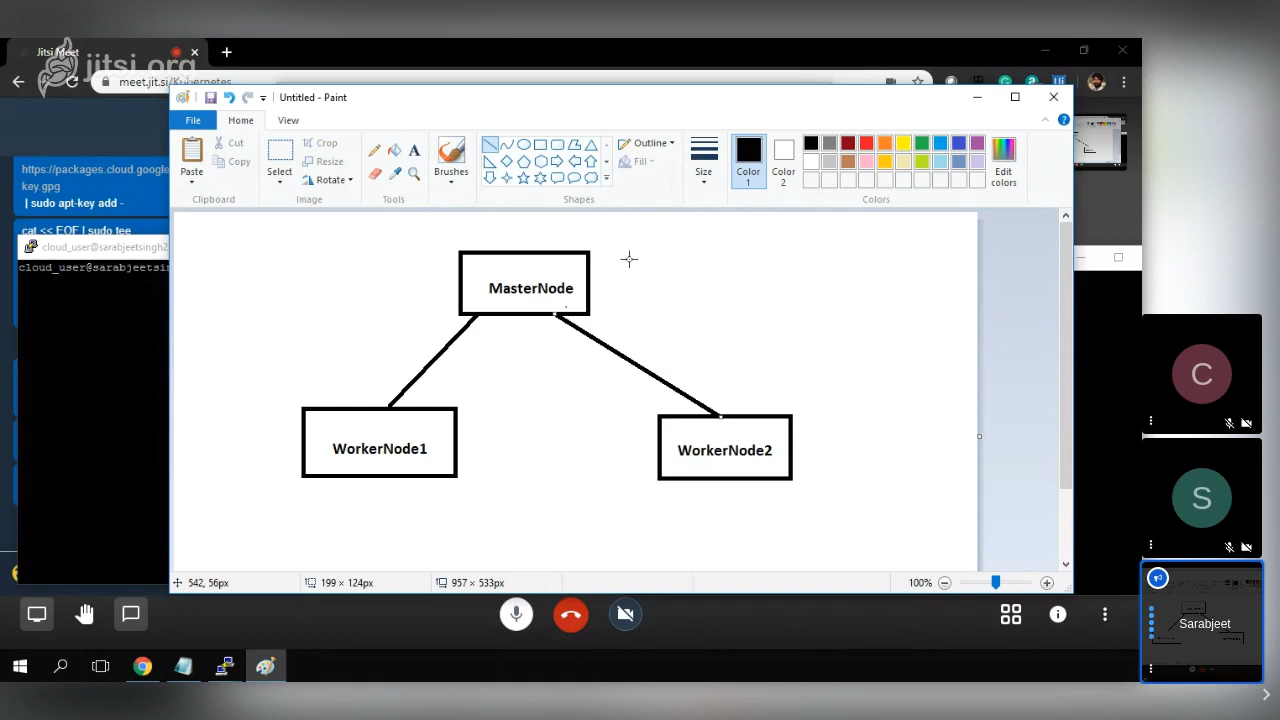 Jitsi Meet
jitsi.org
meet.jit.si/Kubernetes
Untitled - Paint
File
Home
View
Paste
Cut
Copy
Clipboard
Select
Crop
Resize
Rotate
Image
A
Tools
Brushes
Shapes
Outline
Fill
Size
Color
1
Color
2
Edit
colors
Colors
https://packages.cloud.google
key.gpg
| sudo apt-key add -
cat << EOF | sudo tee
cloud_user@sarabjeetsingh2
cloud_user@sarabjeetsin
MasterNode
WorkerNode1
WorkerNode2
542, 56px
199 × 124px
957 × 533px
100%
C
S
Sarabjeet